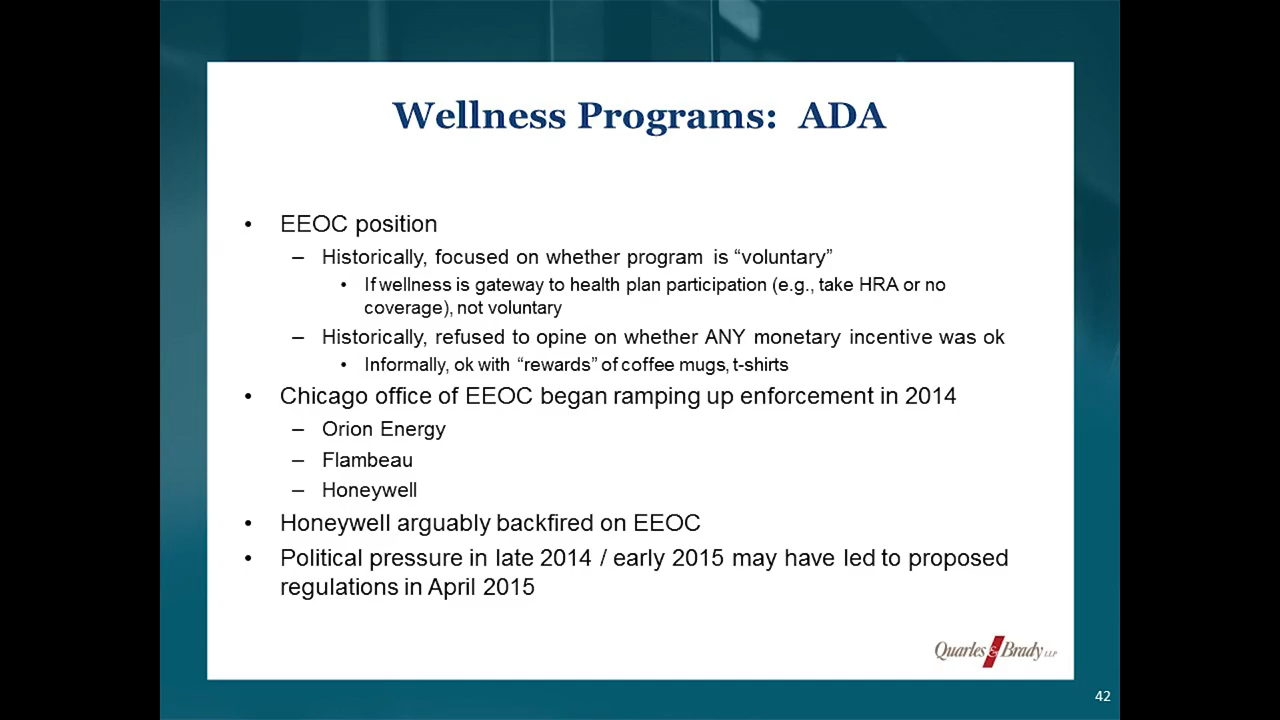 Wellness Programs: ADA
• EEOC position
– Historically, focused on whether program is “voluntary”
• If wellness is gateway to health plan participation (e.g., take HRA or no
coverage), not voluntary
– Historically, refused to opine on whether ANY monetary incentive was ok
• Informally, ok with “rewards” of coffee mugs, t-shirts
• Chicago office of EEOC began ramping up enforcement in 2014
– Orion Energy
– Flambeau
– Honeywell
• Honeywell arguably backfired on EEOC
• Political pressure in late 2014 / early 2015 may have led to proposed
regulations in April 2015
Quarles & Brady LLP
42